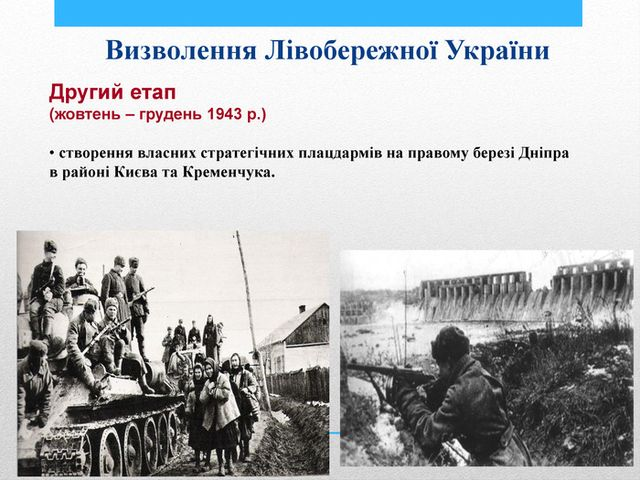 Визволення Лівобережної України
Другий етап
(жовтень – грудень 1943 р.)
• створення власних стратегічних плацдармів на правому березі Дніпра
в районі Києва та Кременчука.